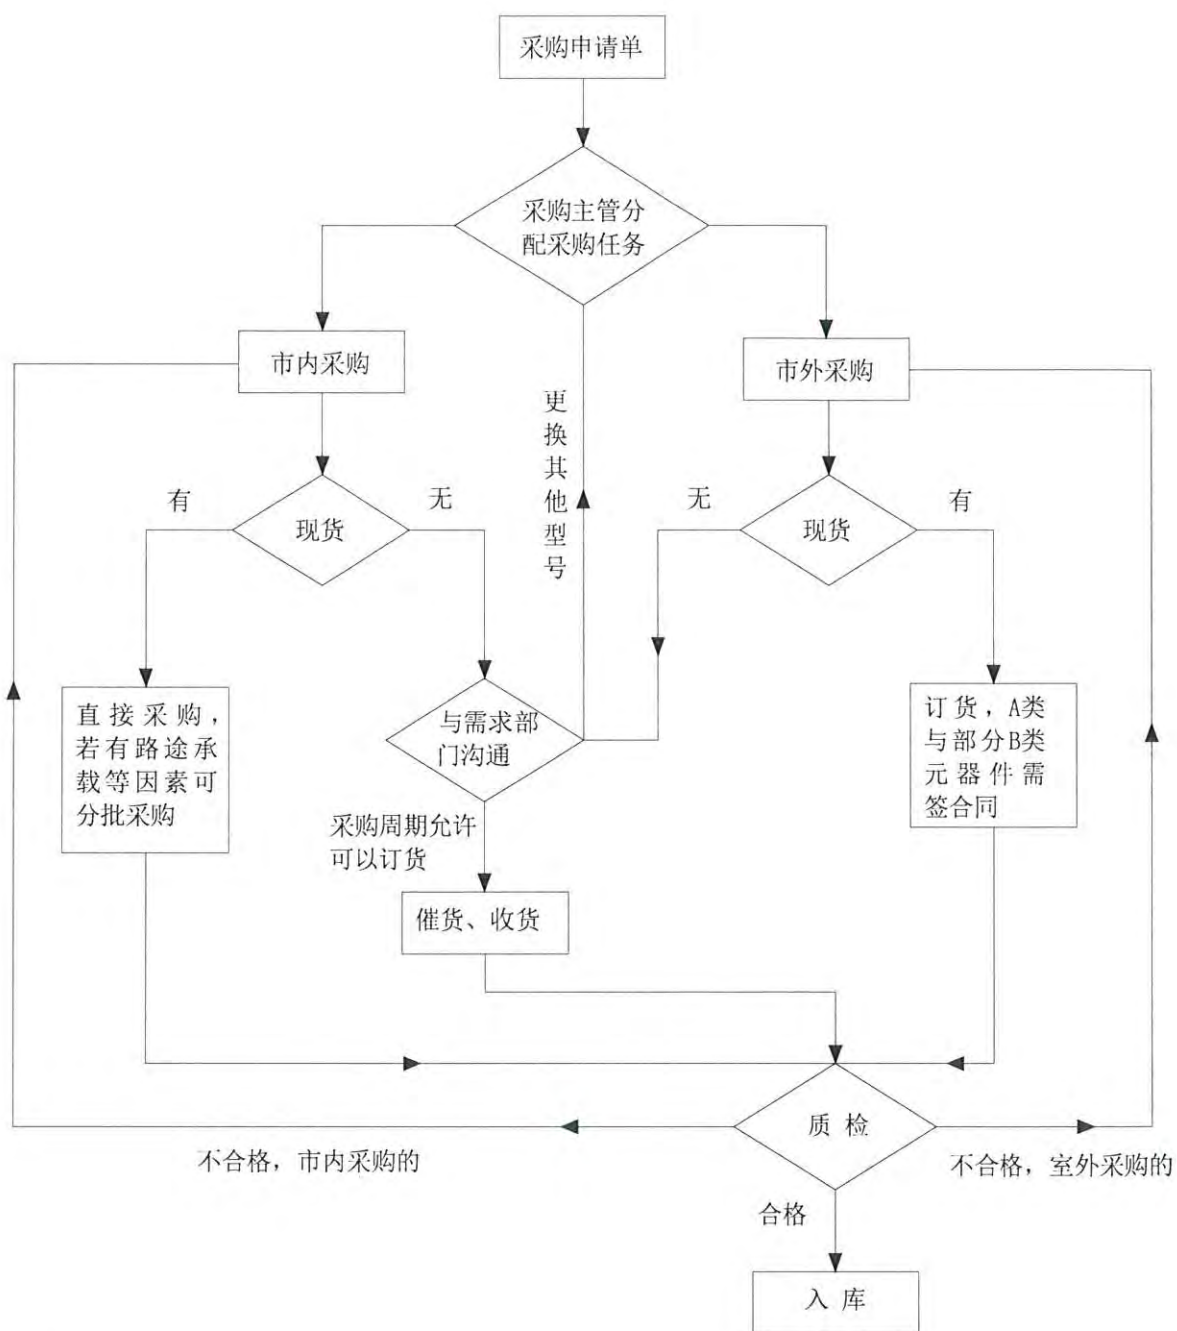 采购申请单
采购主管分
配采购任务
市内采购
市外采购
更
换
其
他
型
号
有
无
无
有
现货
现货
直接采购，
若有路途承
载等因素可
分批采购
与需求部
门沟通
订货，A类
与部分B类
元器件需
签合同
采购周期允许
可以订货
催货、收货
质检
不合格，市内采购的
不合格，室外采购的
合格
入库